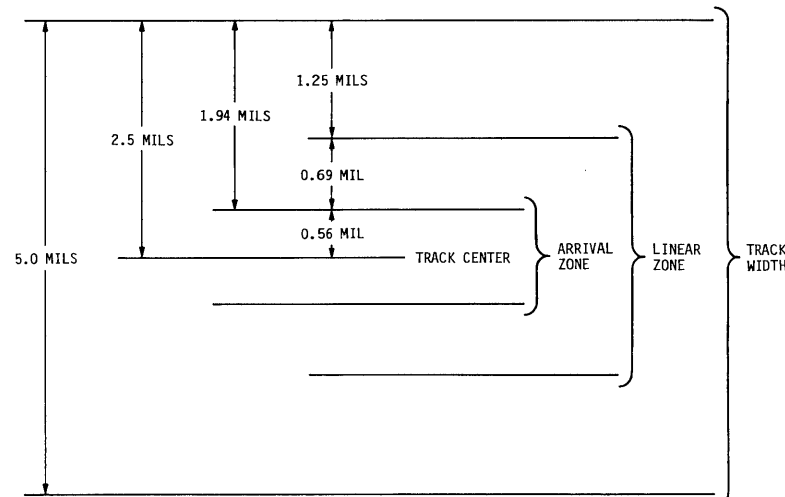 1.25 MILS
1.94 MILS
2.5 MILS
0.69 MIL
0.56 MIL
5.0 MILS
TRACK CENTER
ARRIVAL
ZONE
LINEAR
ZONE
TRACK
WIDTH